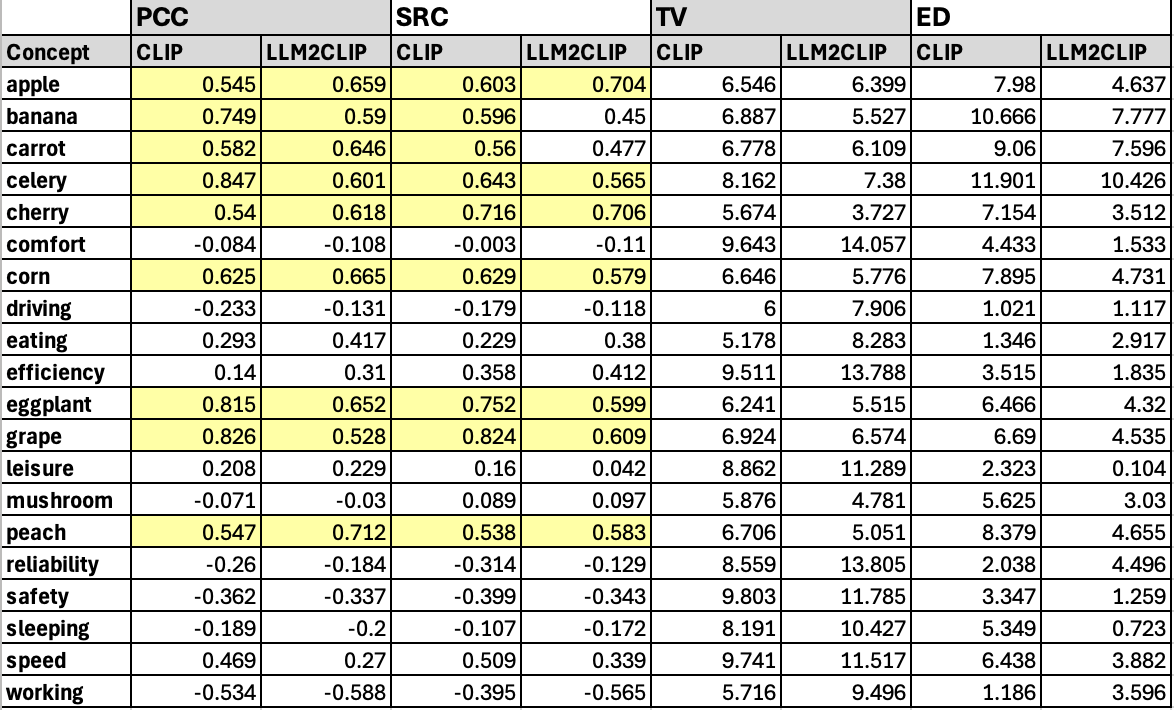 PCC SRC TV ED
Concept CLIP LLM2CLIP CLIP LLM2CLIP CLIP LLM2CLIP CLIP LLM2CLIP
apple 0.545 0.659 0.603 0.704 6.546 6.399 7.98 4.637
banana 0.749 0.59 0.596 0.45 6.887 5.527 10.666 7.777
carrot 0.582 0.646 0.56 0.477 6.778 6.109 9.06 7.596
celery 0.847 0.601 0.643 0.565 8.162 7.38 11.901 10.426
cherry 0.54 0.618 0.716 0.706 5.674 3.727 7.154 3.512
comfort -0.084 -0.108 -0.003 -0.11 9.643 14.057 4.433 1.533
corn 0.625 0.665 0.629 0.579 6.646 5.776 7.895 4.731
driving -0.233 -0.131 -0.179 -0.118 6 7.906 1.021 1.117
eating 0.293 0.417 0.229 0.38 5.178 8.283 1.346 2.917
efficiency 0.14 0.31 0.358 0.412 9.511 13.788 3.515 1.835
eggplant 0.815 0.652 0.752 0.599 6.241 5.515 6.466 4.32
grape 0.826 0.528 0.824 0.609 6.924 6.574 6.69 4.535
leisure 0.208 0.229 0.16 0.042 8.862 11.289 2.323 0.104
mushroom -0.071 -0.03 0.089 0.097 5.876 4.781 5.625 3.03
peach 0.547 0.712 0.538 0.583 6.706 5.051 8.379 4.655
reliability -0.26 -0.184 -0.314 -0.129 8.559 13.805 2.038 4.496
safety -0.362 -0.337 -0.399 -0.343 9.803 11.785 3.347 1.259
sleeping -0.189 -0.2 -0.107 -0.172 8.191 10.427 5.349 0.723
speed 0.469 0.27 0.509 0.339 9.741 11.517 6.438 3.882
working -0.534 -0.588 -0.395 -0.565 5.716 9.496 1.186 3.596